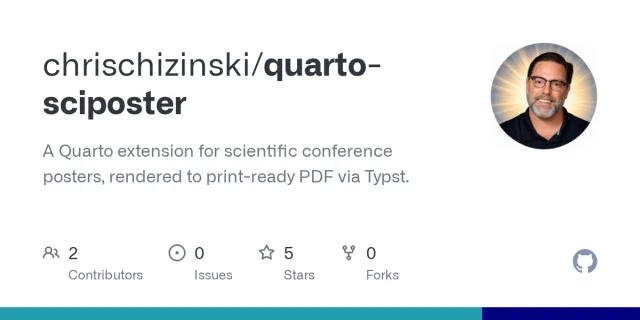 chrischizinski/quarto-
sciposter
A Quarto extension for scientific conference
posters, rendered to print-ready PDF via Typst.
2
Contributors
0
Issues
5
Stars
0
Forks